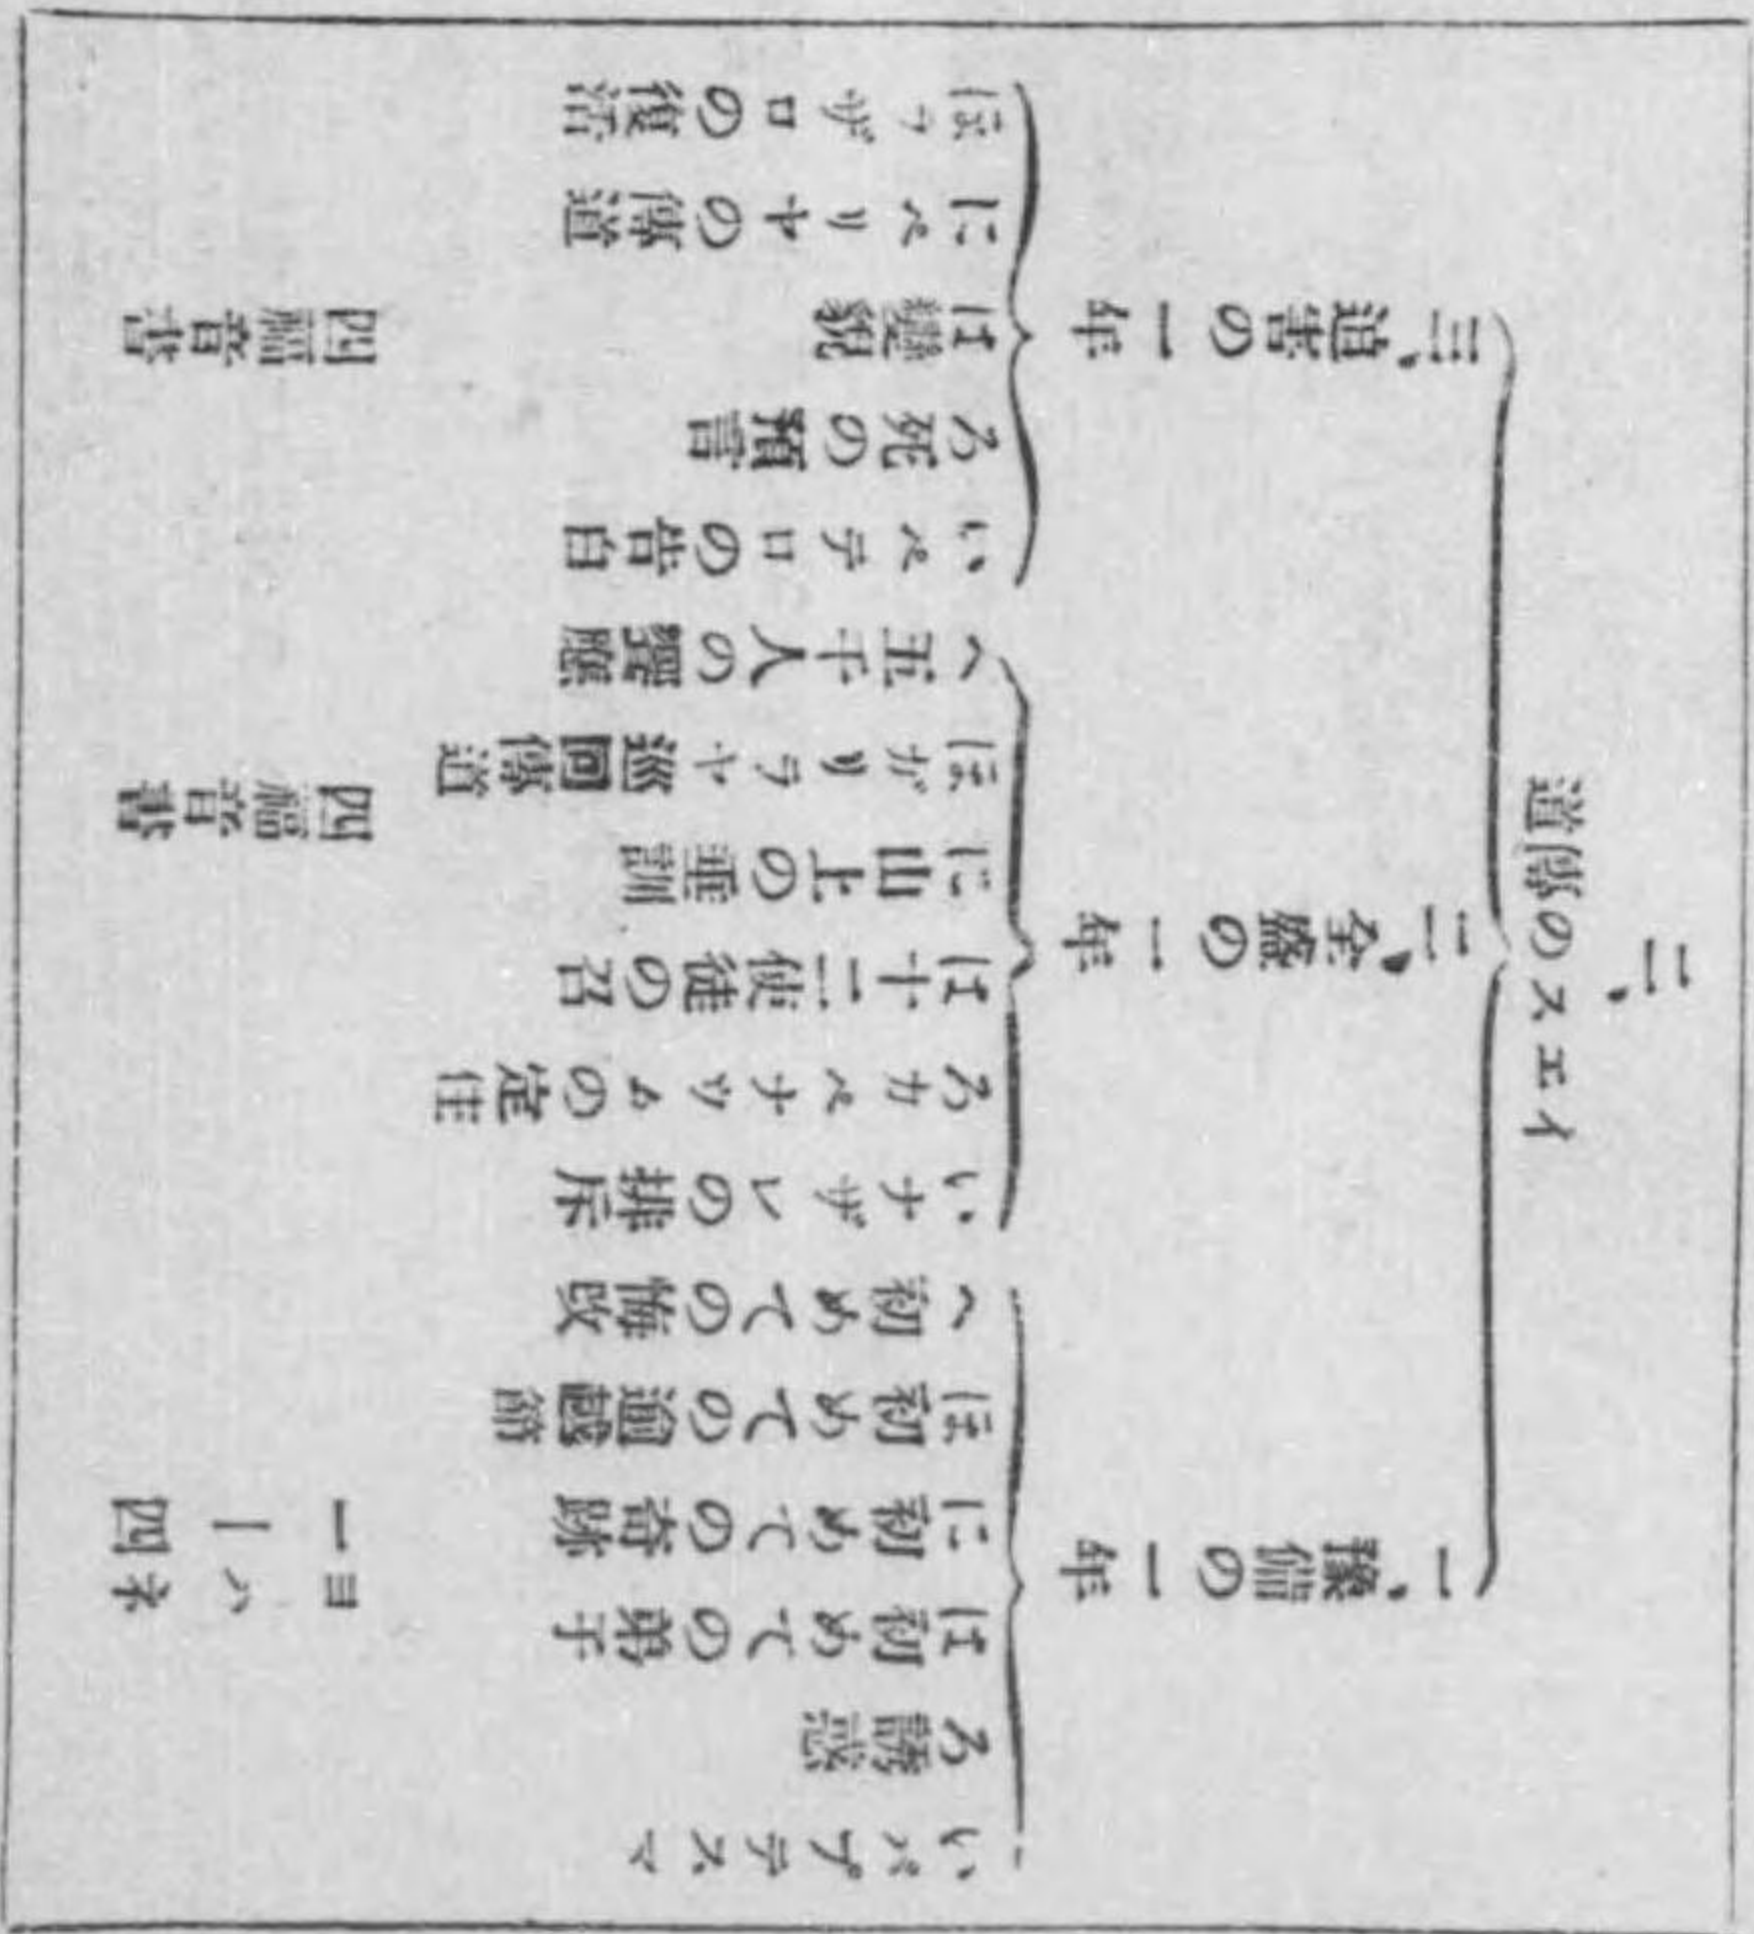 二、
イエスの傳道
一、獲信の一年
いバプテスマ
ろ誘惑
は初めての弟子
に初めての奇跡
ほ初めての逾越節
へ初めての悔改
ヨハネ
一ー四
二、全盛の一年
いナザレの排斥
ろカペナツムの定住
は十二使徒の召
に山上の垂訓
ほガリラヤ巡回傳道
へ五千人の饗應
四福音書
三、迫害の一年
いペテロの告白
ろ死の預言
は變貌
にペリヤの傳道
ほラザロの復活
四福音書